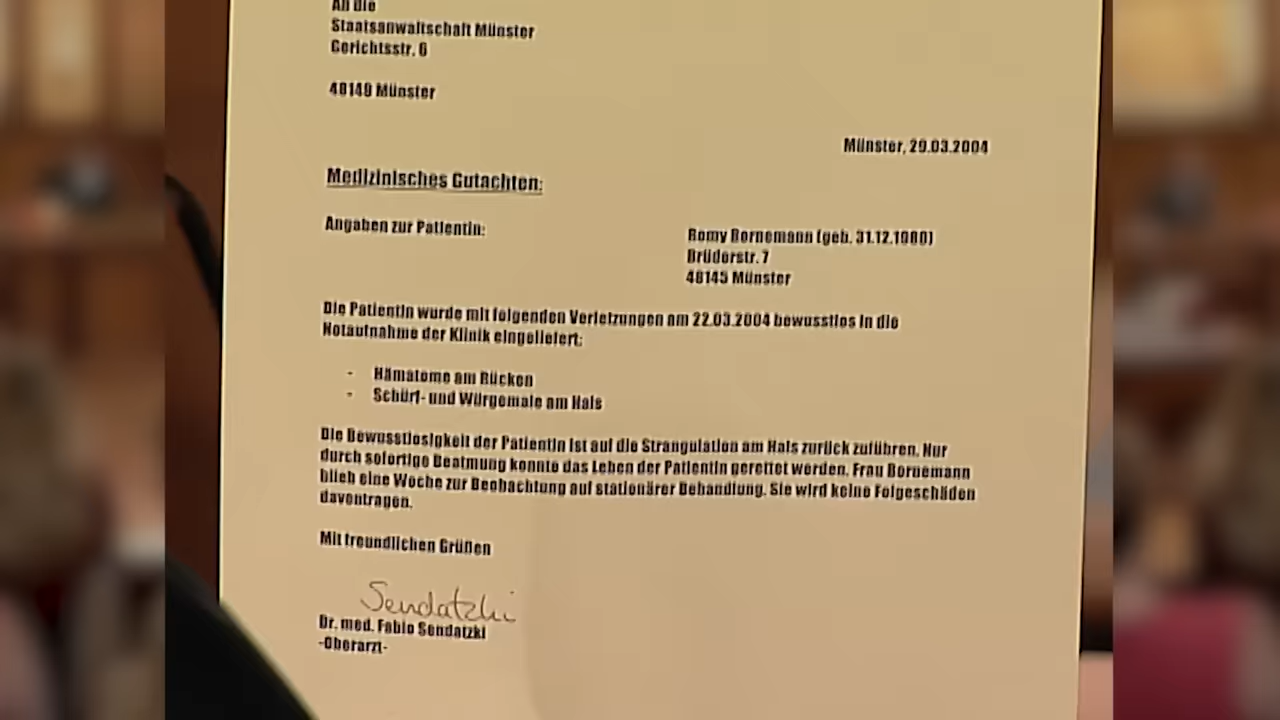 An die
Staatsanwaltschaft Münster
Gerichtsstr. 6
48149 Münster
Münster, 29.03.2004
Medizinisches Gutachten:
Angaben zur Patientin:
Romy Bornemann (geb. 31.12.1980)
Brüderstr. 7
48145 Münster
Die Patientin wurde mit folgenden Verletzungen am 22.03.2004 bewusstlos in die
Notaufnahme der Klinik eingeliefert:
- Hämatome am Rücken
- Schürf- und Würgemale am Hals
Die Bewusstlosigkeit der Patientin ist auf die Strangulation am Hals zurück zuführen. Nur
durch sofortige Beatmung konnte das Leben der Patientin gerettet werden. Frau Bornemann
blieb eine Woche zur Beobachtung auf stationärer Behandlung. Sie wird keine Folgeschäden
davontragen.
Mit freundlichen Grüßen
Sendatzki
Dr. med. Fabio Sendatzki
-Oberarzt-